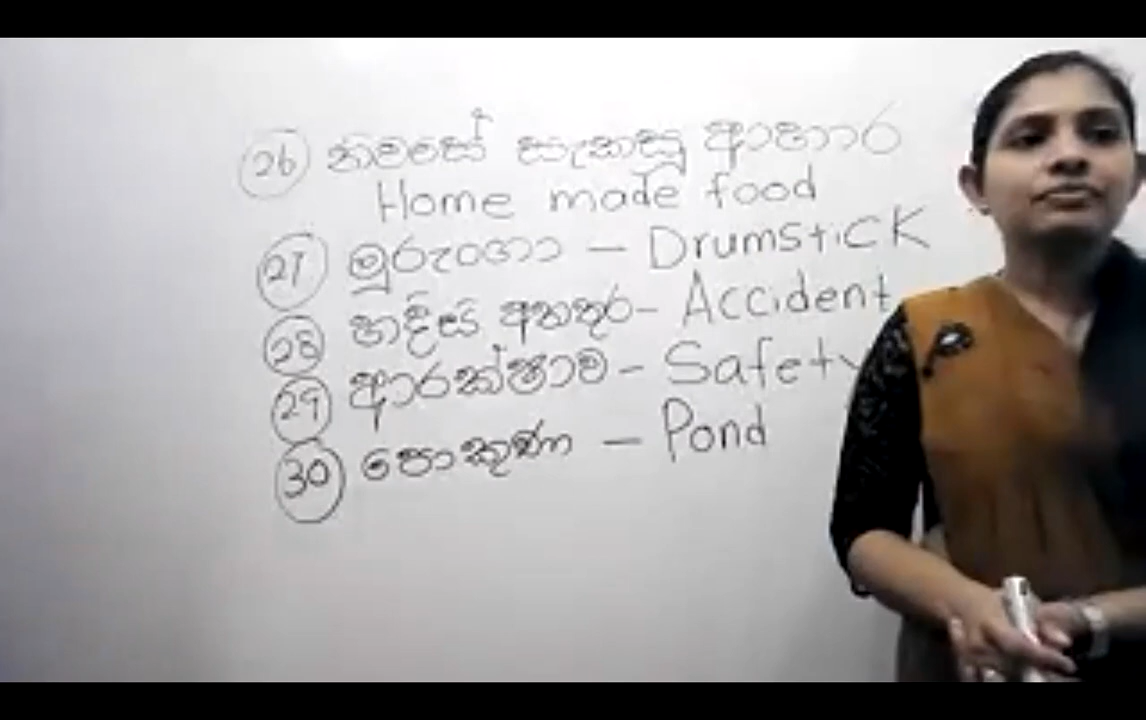 26 නිවසේ සැකසූ ආහාර
Home made food
27 මුරුංගා – Drumstick
28 හදිසි අනතුර – Accident
29 ආරක්ෂාව – Safety
30 පොකුණ – Pond